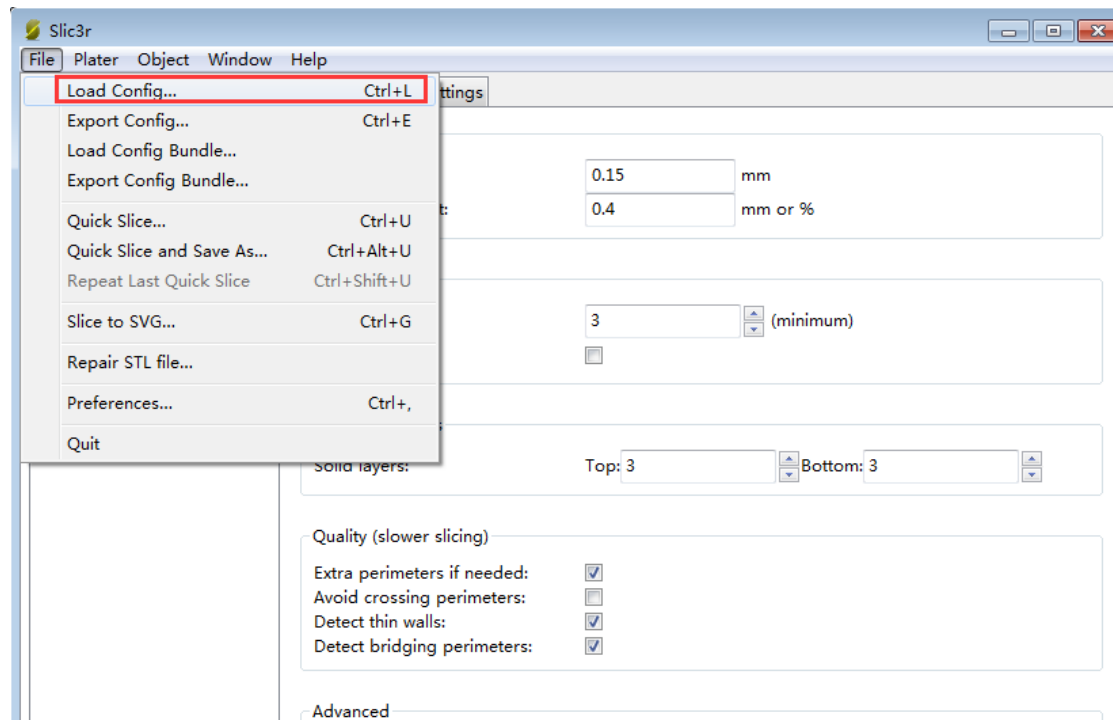 Slic3r
File Plater Object Window Help
Load Config... Ctrl+L
ttings
Export Config... Ctrl+E
Load Config Bundle...
Export Config Bundle...
0.15 mm
t: 0.4 mm or %
Quick Slice... Ctrl+U
Quick Slice and Save As... Ctrl+Alt+U
Repeat Last Quick Slice Ctrl+Shift+U
Slice to SVG... Ctrl+G
3 (minimum)
Repair STL file...
Preferences... Ctrl+,
Quit
Solid layers: Top: 3 Bottom: 3
Quality (slower slicing)
Extra perimeters if needed:
Avoid crossing perimeters:
Detect thin walls:
Detect bridging perimeters:
Advanced